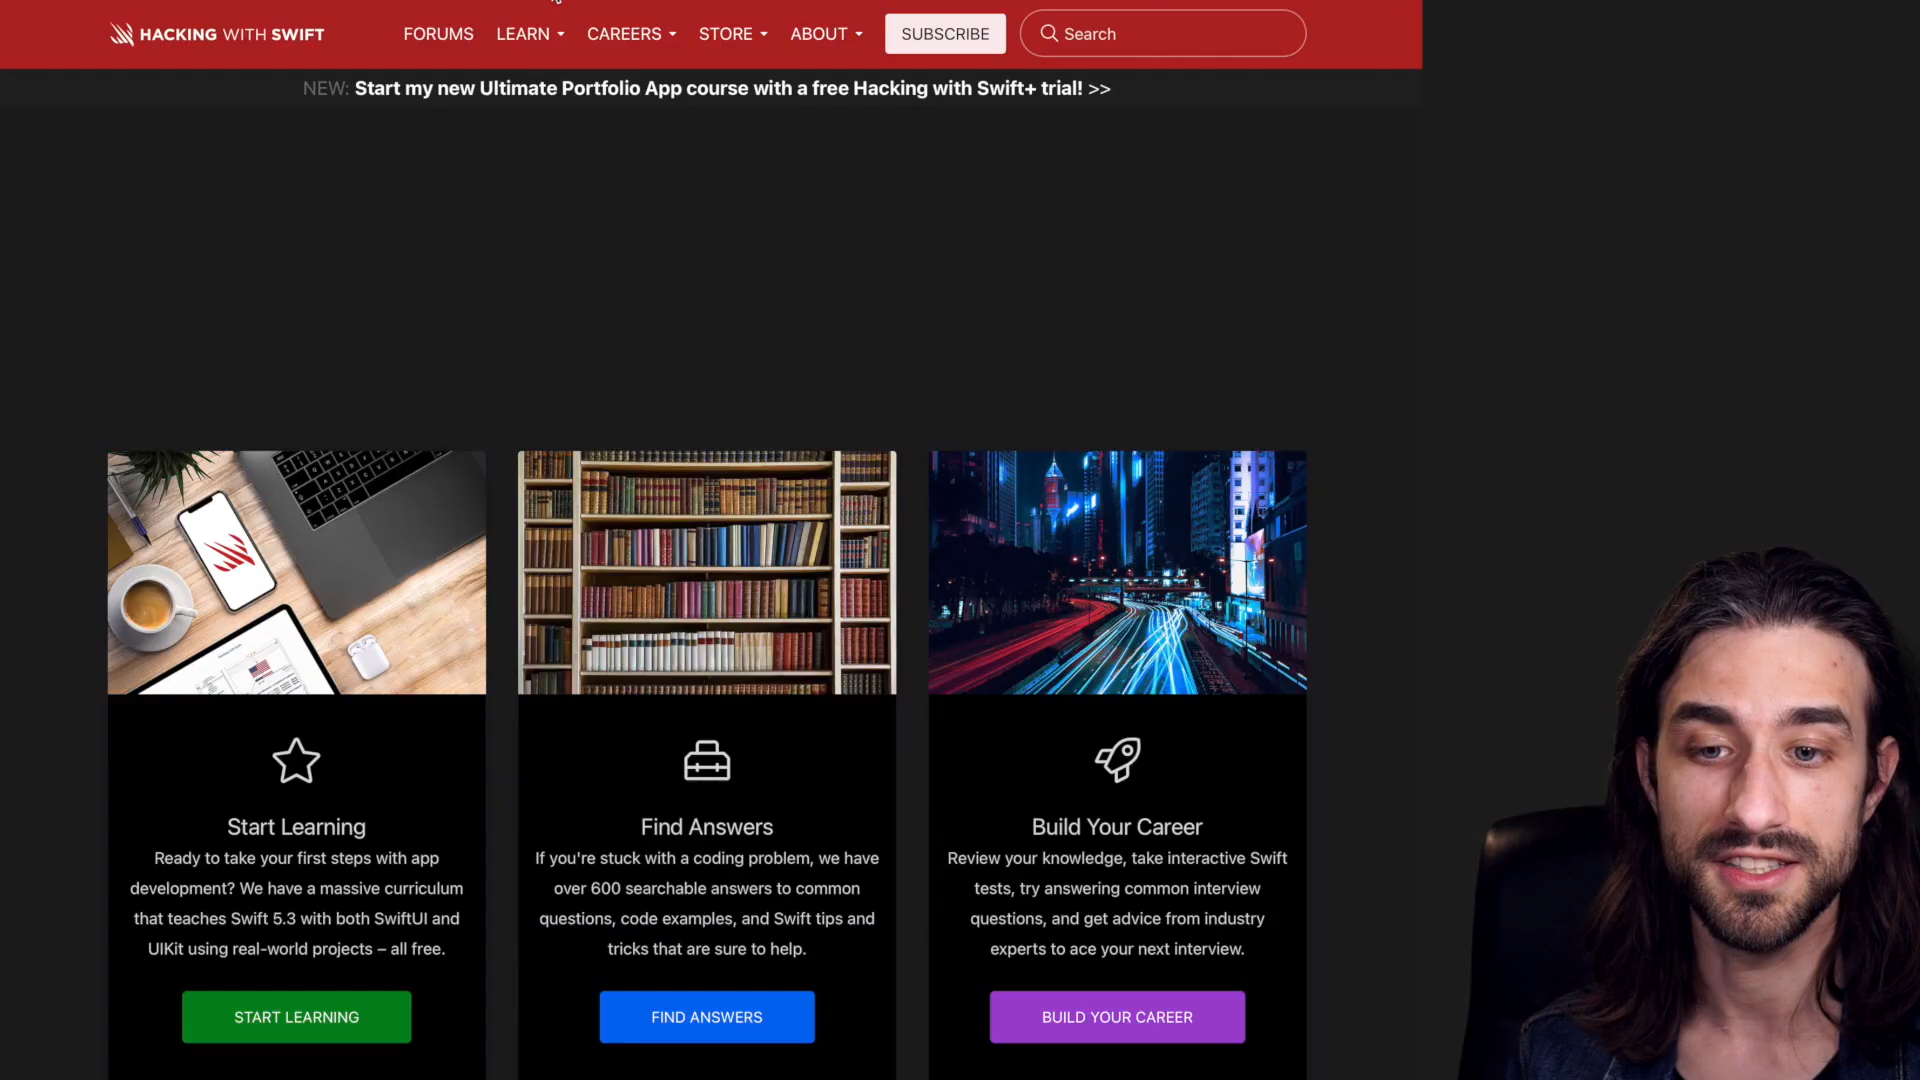 HACKING WITH SWIFT
FORUMS LEARN CAREERS STORE ABOUT SUBSCRIBE Search
NEW: Start my new Ultimate Portfolio App course with a free Hacking with Swift+ trial! >>
Start Learning
Ready to take your first steps with app
development? We have a massive curriculum
that teaches Swift 5.3 with both SwiftUI and
UIKit using real-world projects – all free.
START LEARNING
Find Answers
If you're stuck with a coding problem, we have
over 600 searchable answers to common
questions, code examples, and Swift tips and
tricks that are sure to help.
FIND ANSWERS
Build Your Career
Review your knowledge, take interactive Swift
tests, try answering common interview
questions, and get advice from industry
experts to ace your next interview.
BUILD YOUR CAREER